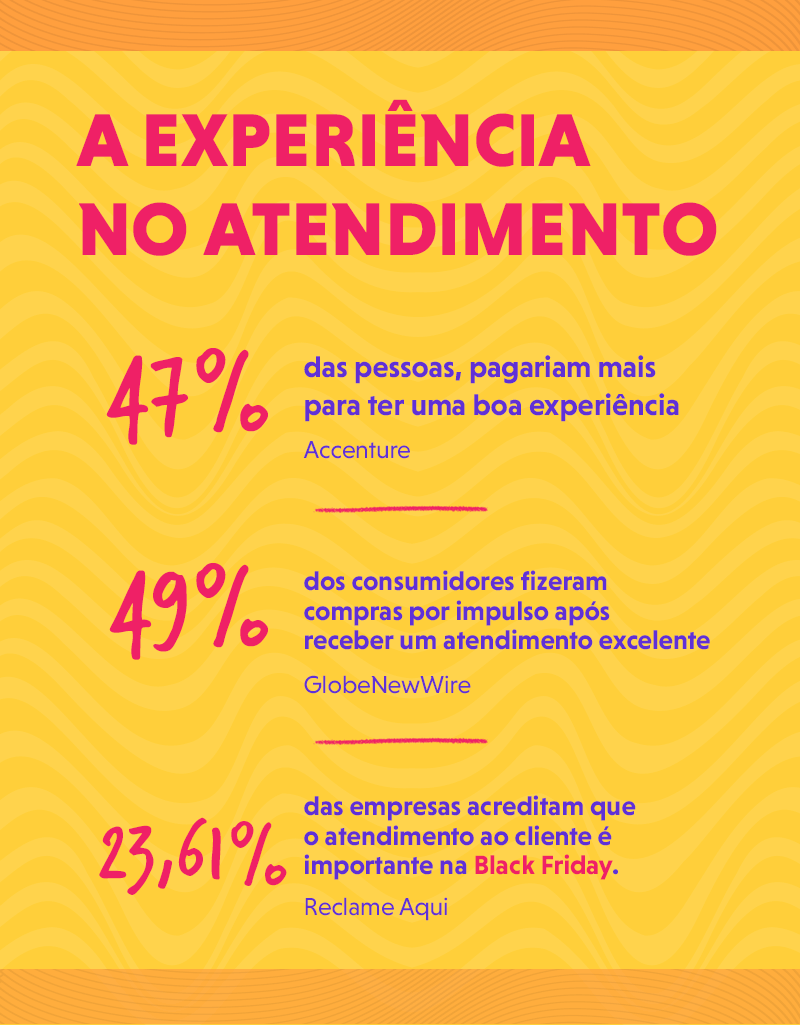 A EXPERIÊNCIA
NO ATENDIMENTO
47%
das pessoas, pagariam mais
para ter uma boa experiência
Accenture
49%
dos consumidores fizeram
compras por impulso após
receber um atendimento excelente
GlobeNewWire
23,61%
das empresas acreditam que
o atendimento ao cliente é
importante na Black Friday.
Reclame Aqui